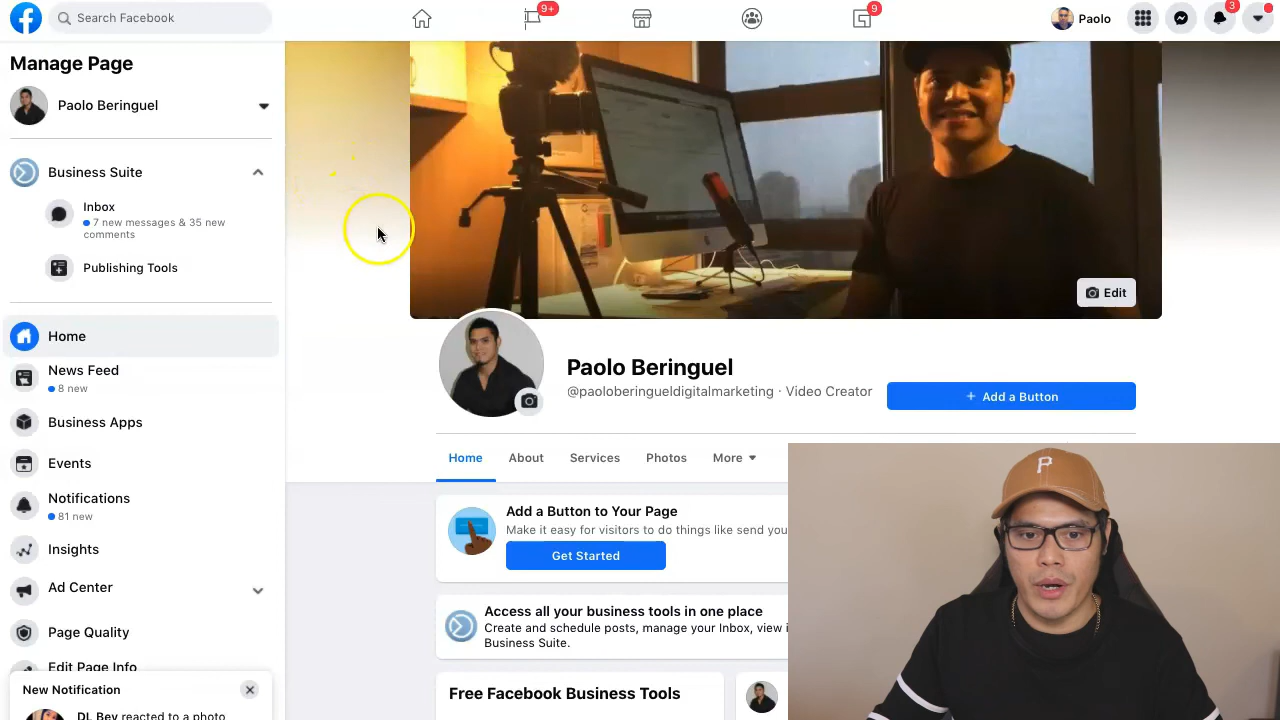 Search Facebook
9+
9
Paolo
3
Manage Page
Paolo Beringuel
Business Suite
Inbox
7 new messages & 35 new
comments
Publishing Tools
Home
News Feed
8 new
Business Apps
Events
Notifications
81 new
Insights
Ad Center
Page Quality
Edit Page Info
New Notification
DL Bey reacted to a photo
Edit
Paolo Beringuel
@paoloberingueldigitalmarketing · Video Creator
+ Add a Button
Home
About
Services
Photos
More
Add a Button to Your Page
Make it easy for visitors to do things like send you
Get Started
Access all your business tools in one place
Create and schedule posts, manage your Inbox, view i
Business Suite.
Free Facebook Business Tools
P